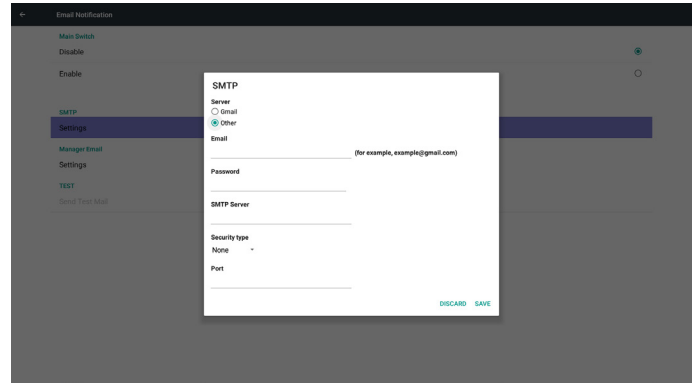 Email Notification
Main Switch
Disable
Enable
SMTP
Settings
Manager Email
Settings
TEST
Send Test Mail
SMTP
Server
Gmail
Other
Email
(for example, example@gmail.com)
Password
SMTP Server
Security type
None
Port
DISCARD SAVE